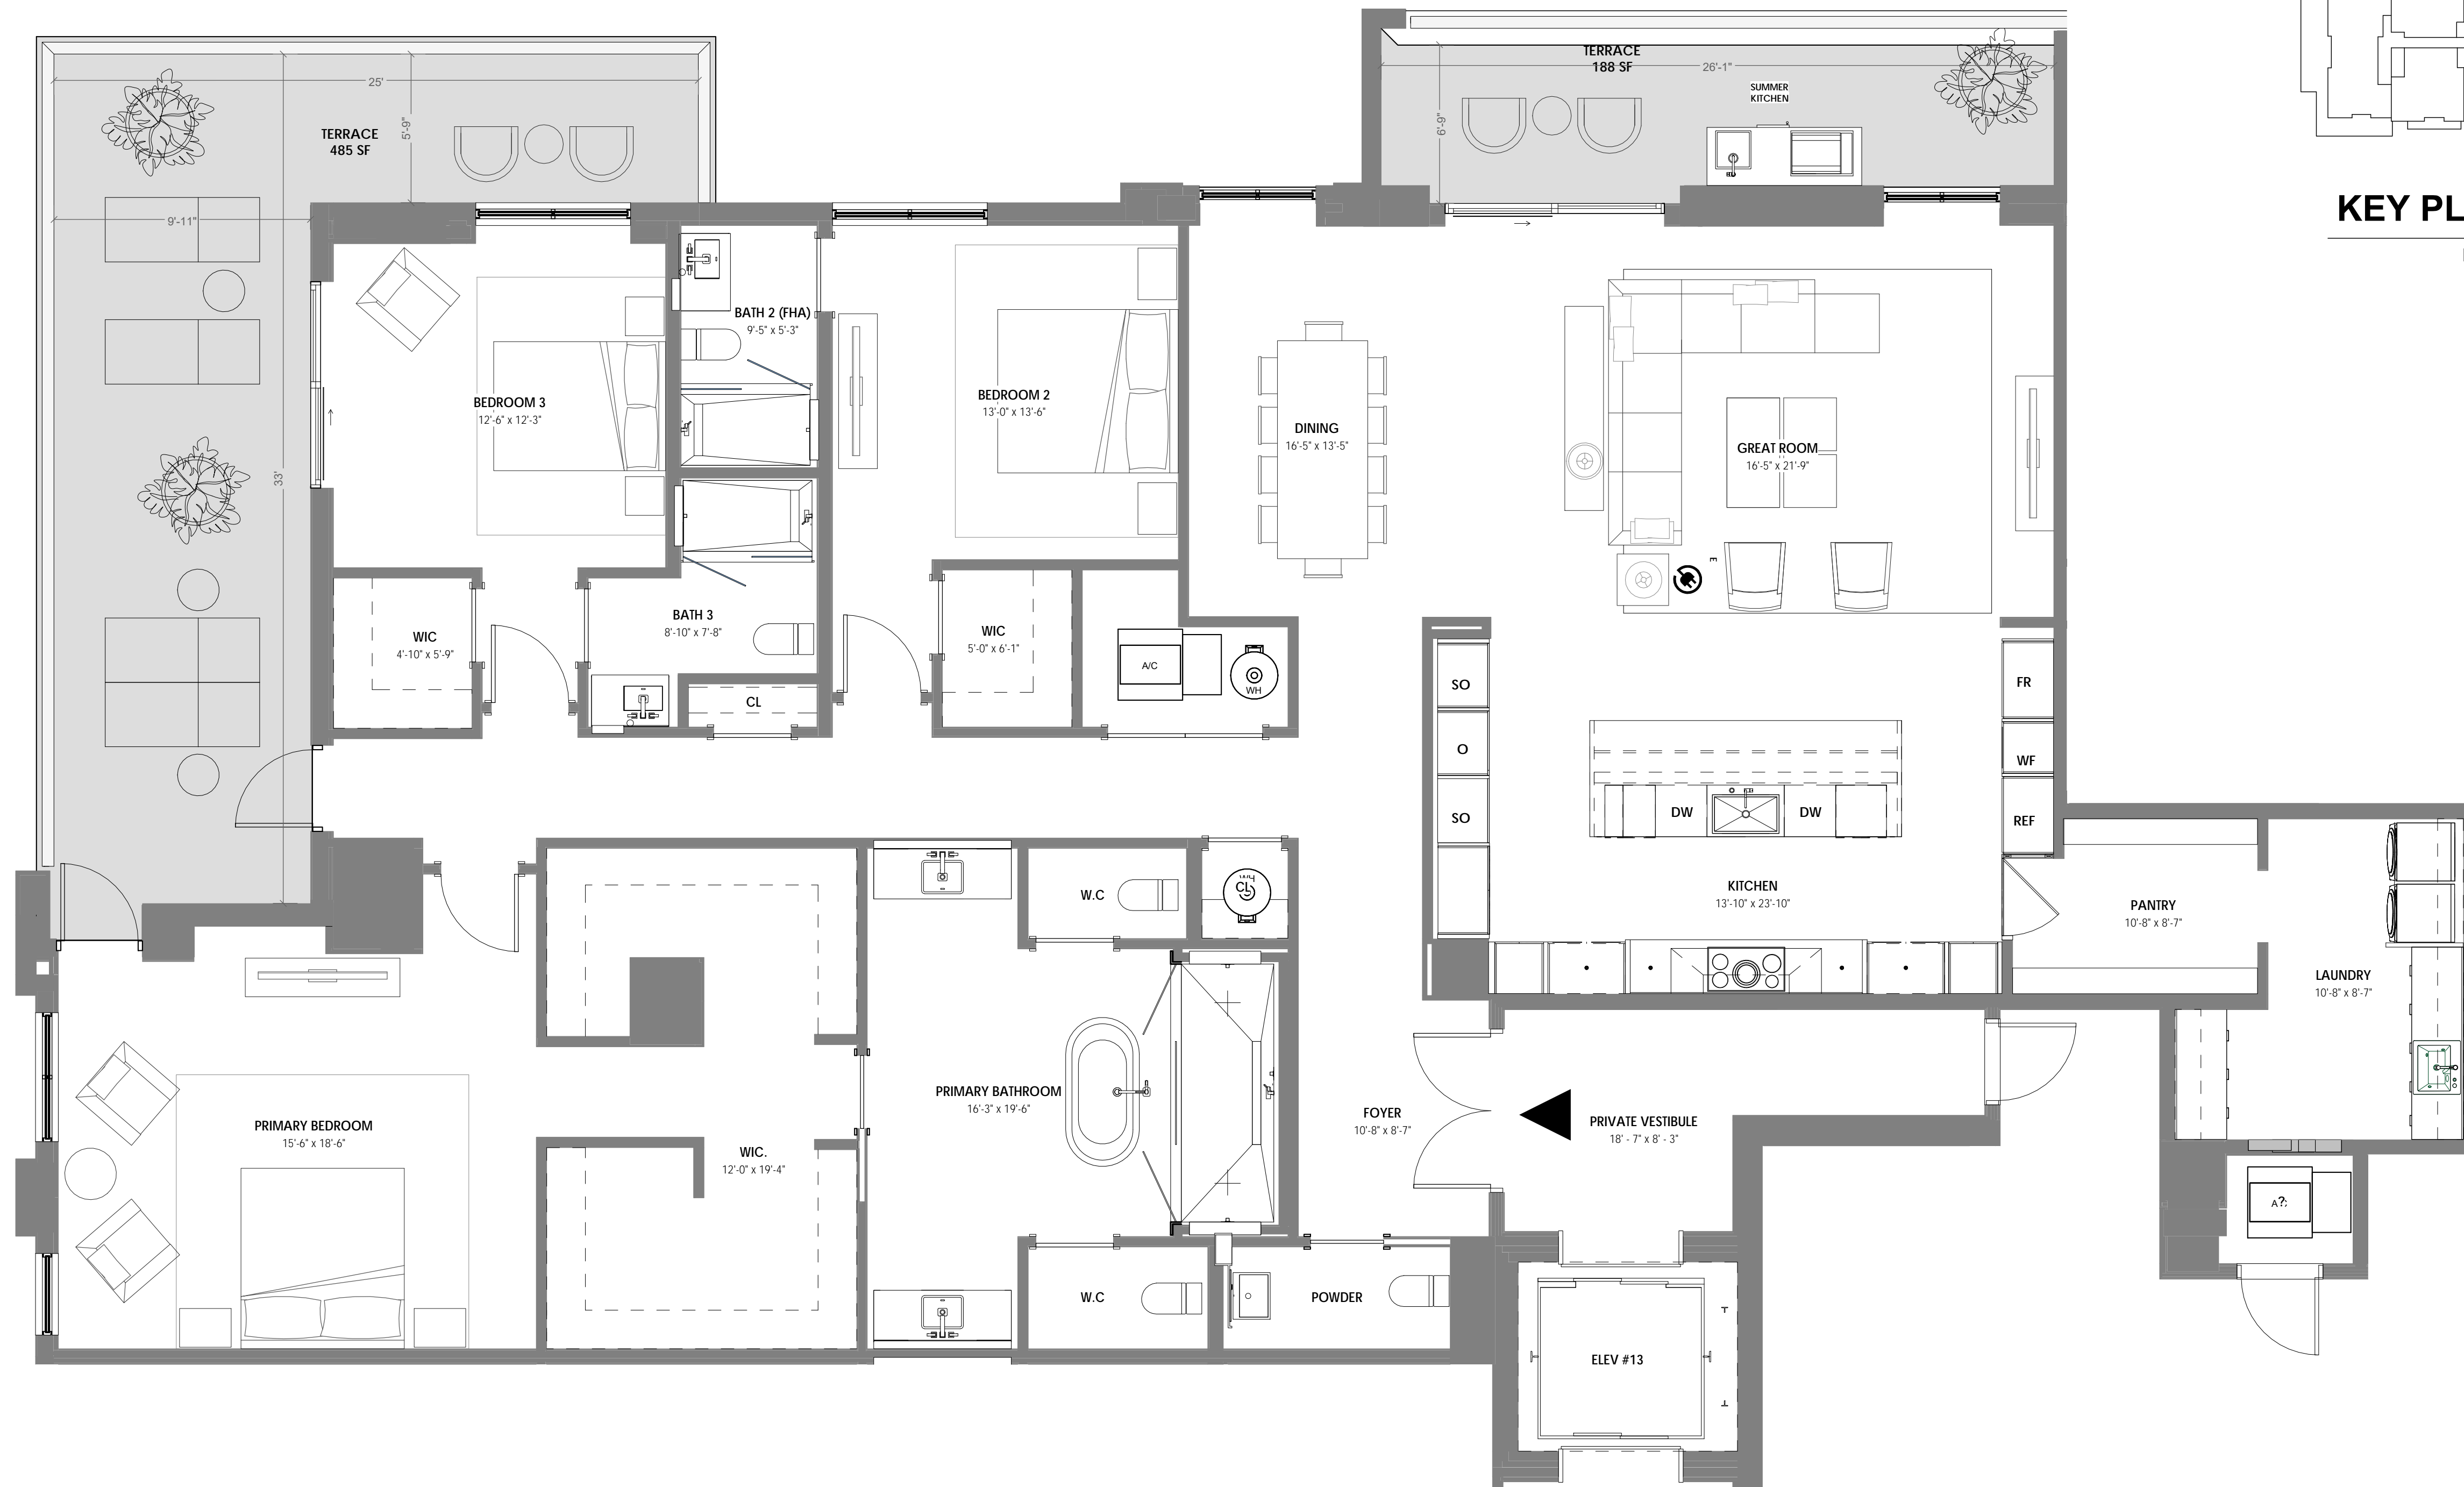 TERRACE
188 SF
26'-1"
6'-9"
SUMMER
KITCHEN
25'
5'-9"
TERRACE
485 SF
9'-11"
33'
KEY PL
BATH 2 (FHA)
9'-5" x 5'-3"
BEDROOM 3
12'-6" x 12'-3"
BEDROOM 2
13'-0" x 13'-6"
DINING
16'-5" x 13'-5"
GREAT ROOM
16'-5" x 21'-9"
E
WIC
4'-10" x 5'-9"
BATH 3
8'-10" x 7'-8"
CL
WIC
5'-0" x 6'-1"
A/C
WH
SO
O
SO
FR
WF
REF
DW
DW
KITCHEN
13'-10" x 23'-10"
PANTRY
10'-8" x 8'-7"
LAUNDRY
10'-8" x 8'-7"
W.C
CL
PRIMARY BEDROOM
15'-6" x 18'-6"
WIC.
12'-0" x 19'-4"
PRIMARY BATHROOM
16'-3" x 19'-6"
FOYER
10'-8" x 8'-7"
PRIVATE VESTIBULE
18' - 7" x 8' - 3"
W.C
POWDER
ELEV #13